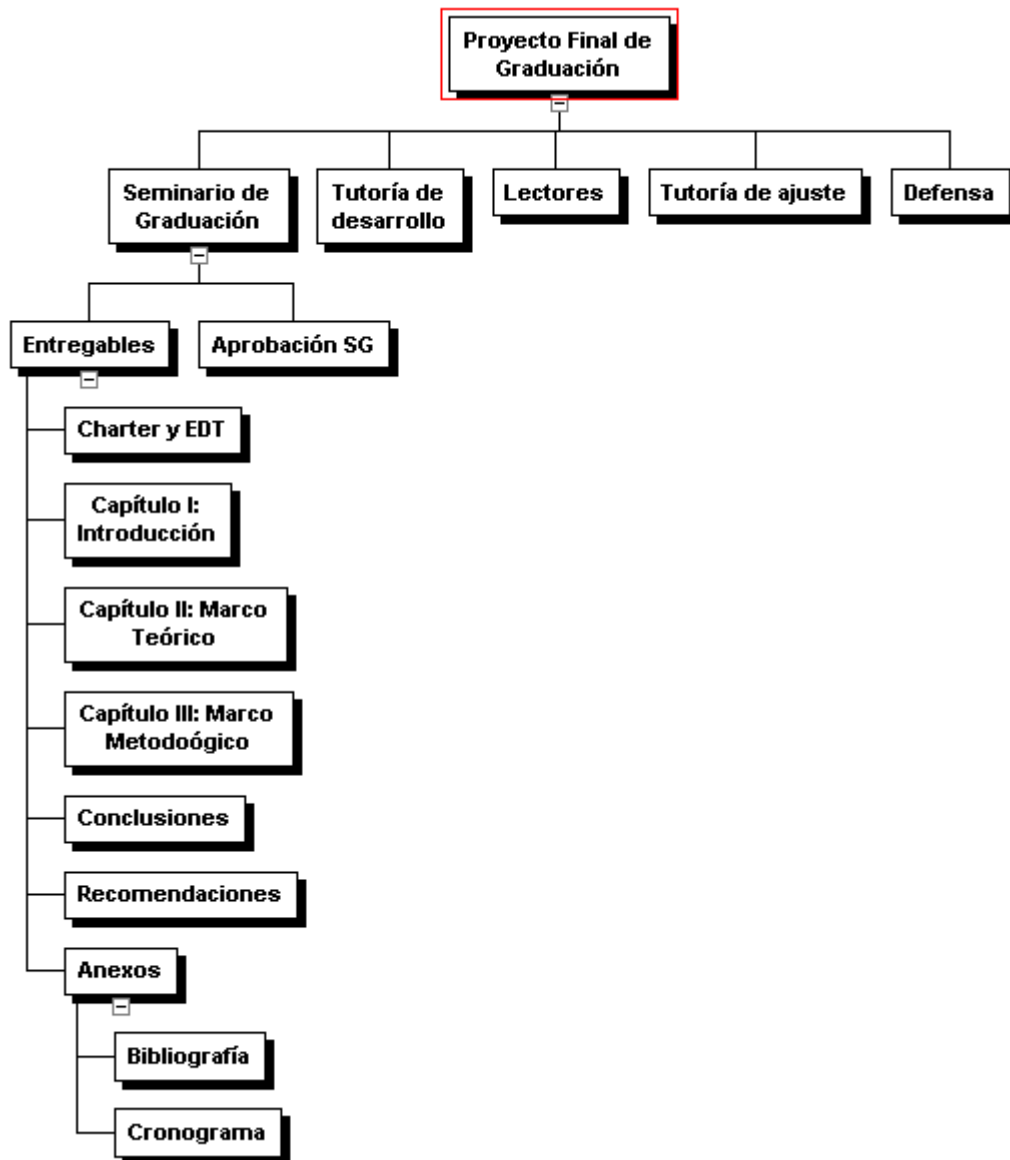 Proyecto Final de
Graduación
Seminario de
Graduación
Tutoría de
desarrollo
Lectores
Tutoría de ajuste
Defensa
Entregables
Aprobación SG
Charter y EDT
Capítulo I:
Introducción
Capítulo II: Marco
Teórico
Capítulo III: Marco
Metodoógico
Conclusiones
Recomendaciones
Anexos
Bibliografía
Cronograma